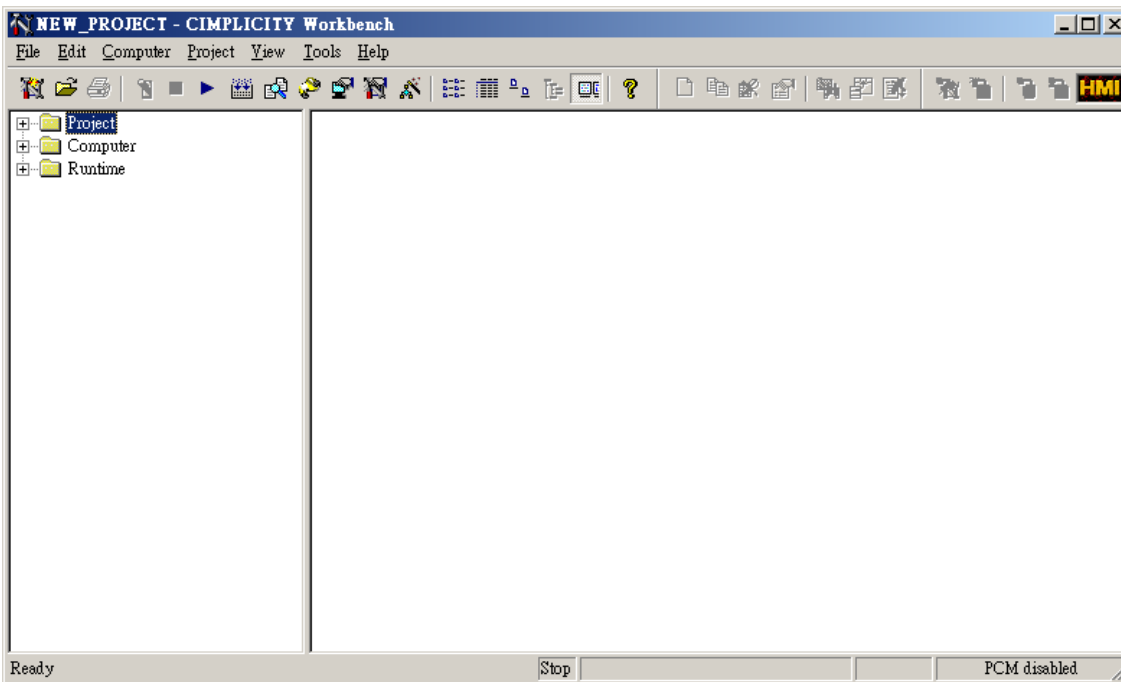 NEW_PROJECT - CIMPLICITY Workbench
File Edit Computer Project View Tools Help
HMI
Project
Computer
Runtime
Ready Stop PCM disabled